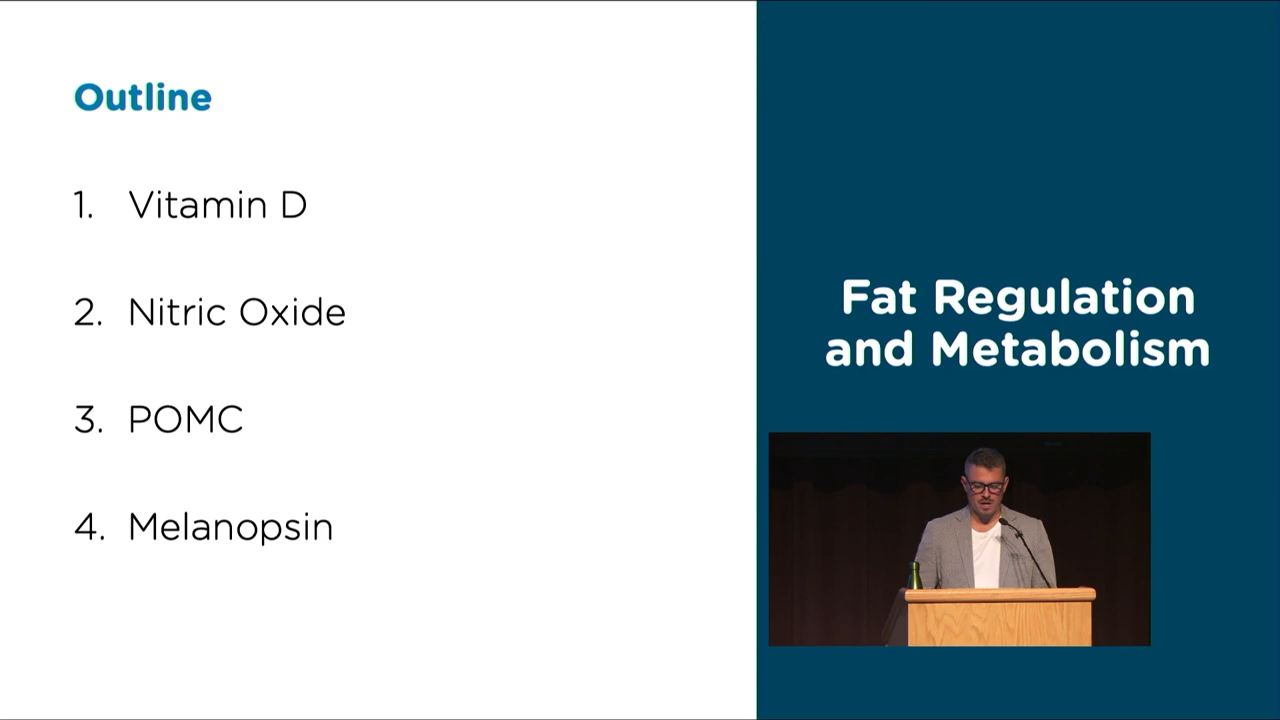 Outline
1. Vitamin D
2. Nitric Oxide
3. POMC
4. Melanopsin
Fat Regulation
and Metabolism